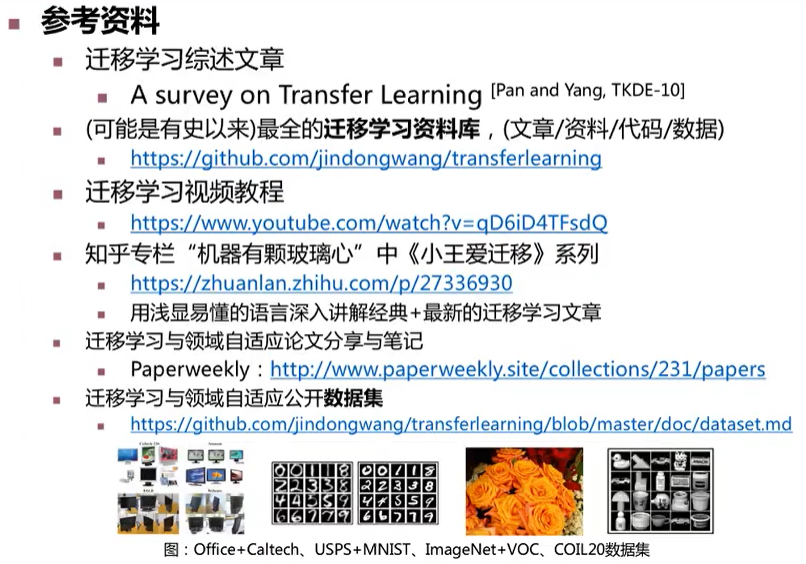 参考资料
迁移学习综述文章
A survey on Transfer Learning [Pan and Yang, TKDE-10]
(可能是有史以来)最全的迁移学习资料库，(文章/资料/代码/数据)
https://github.com/jindongwang/transferlearning
迁移学习视频教程
https://www.youtube.com/watch?v=qD6iD4TFsdQ
知乎专栏“机器有颗玻璃心”中《小王爱迁移》系列
https://zhuanlan.zhihu.com/p/27336930
用浅显易懂的语言深入讲解经典+最新的迁移学习文章
迁移学习与领域自适应论文分享与笔记
Paperweekly：http://www.paperweekly.site/collections/231/papers
迁移学习与领域自适应公开数据集
https://github.com/jindongwang/transferlearning/blob/master/doc/dataset.md
图：Office+Caltech、USPS+MNIST、ImageNet+VOC、COIL20数据集